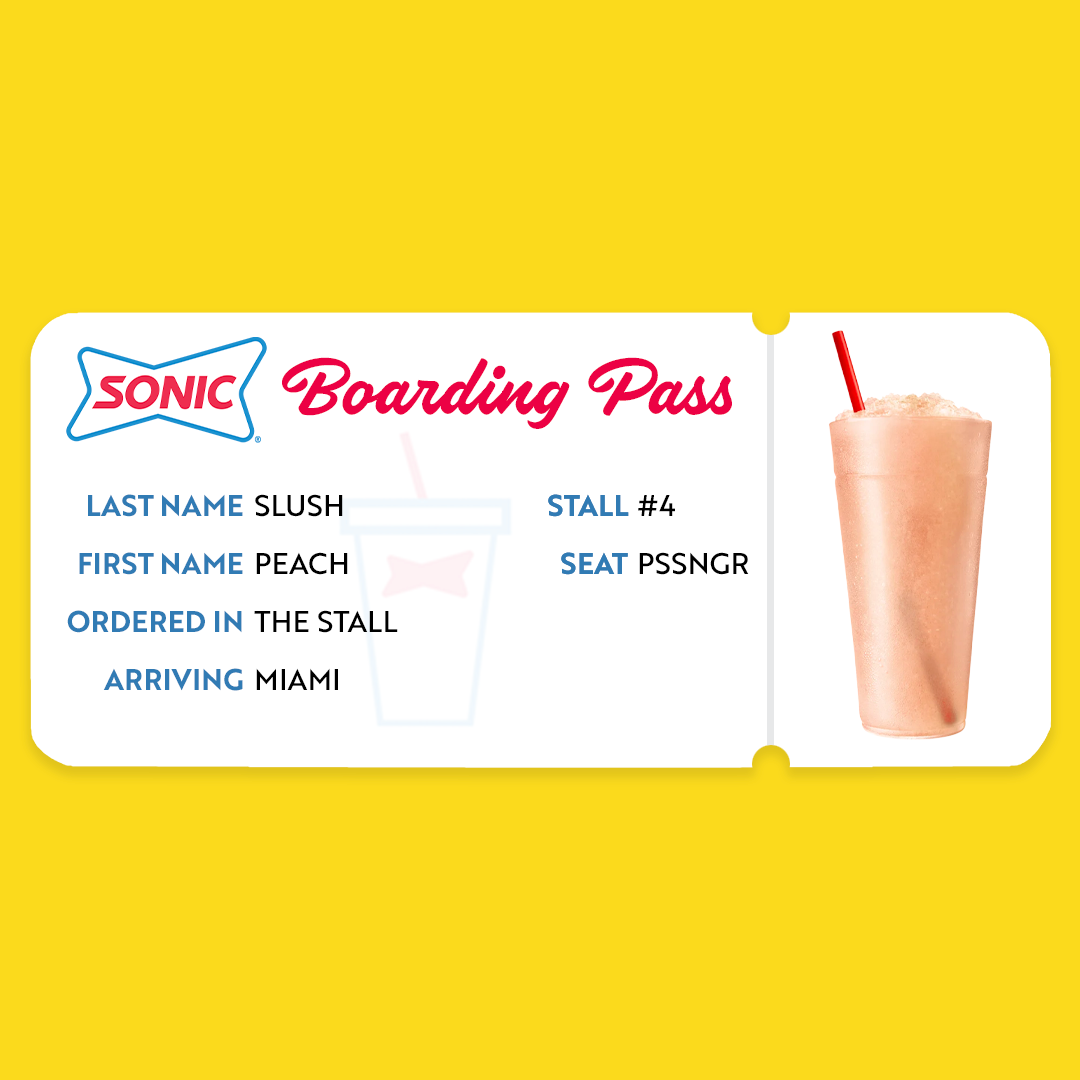 SONIC® Boarding Pass
LAST NAME SLUSH
FIRST NAME PEACH
ORDERED IN THE STALL
ARRIVING MIAMI
STALL #4
SEAT PSSNGR